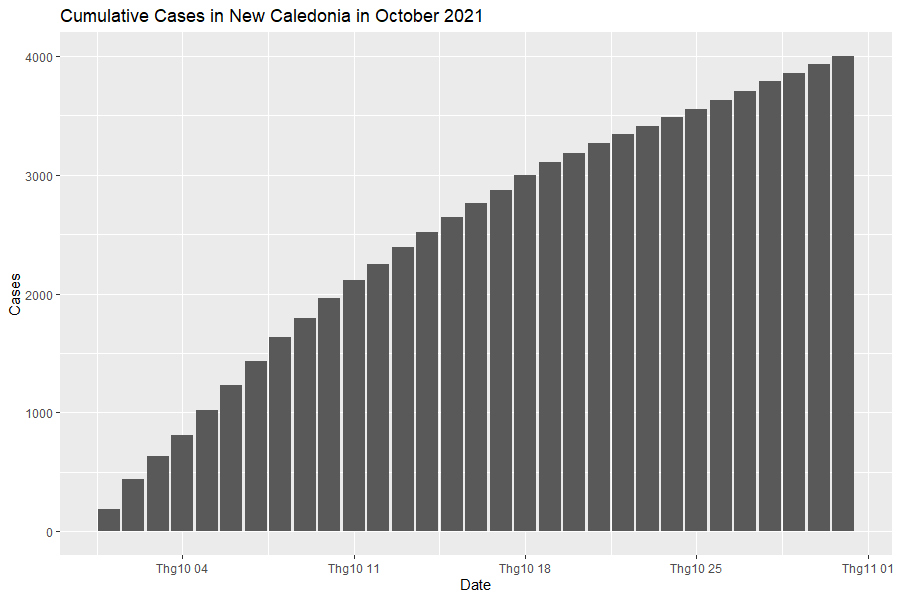 Cumulative Cases in New Caledonia in October 2021
4000
3000
2000
1000
0
Cases
Thg10 04 Thg10 11 Thg10 18 Thg10 25 Thg11 01
Date